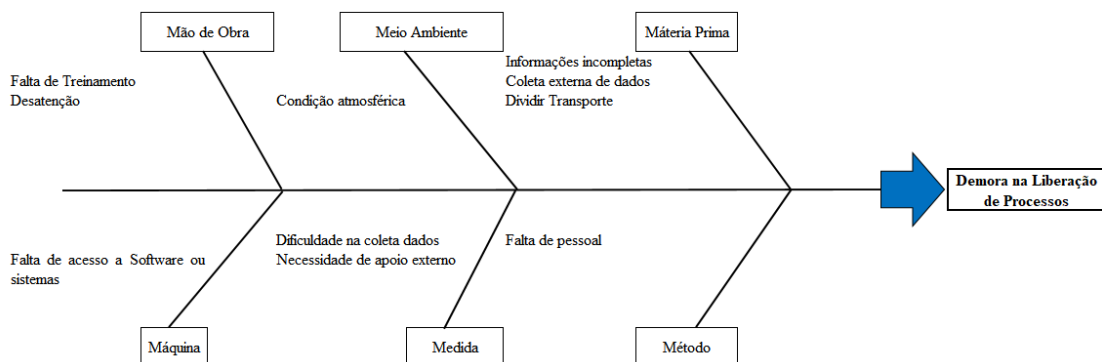 Mão de Obra
Meio Ambiente
Máteria Prima
Falta de Treinamento
Desatenção
Condição atmosférica
Informações incompletas
Coleta externa de dados
Dividir Transporte
Demora na Liberação
de Processos
Falta de acesso a Software ou
sistemas
Dificuldade na coleta dados
Necessidade de apoio externo
Falta de pessoal
Máquina
Medida
Método